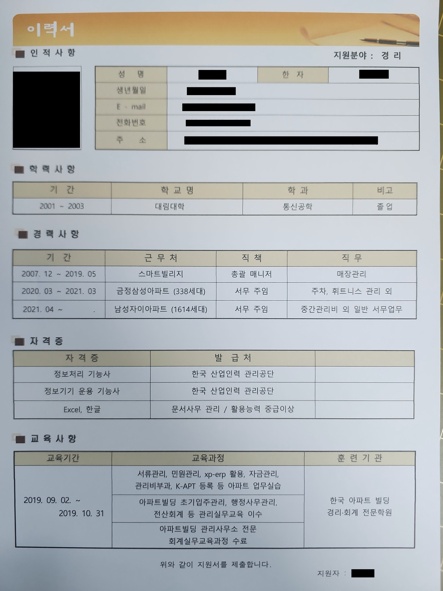 이력서
인적사항
지원분야 : 경 리
성 명 한 자
생년월일
E - mail
전화번호
주 소
학력사항
기 간 학 교 명 학 과 비고
2001 ~ 2003 대림대학 통신공학 졸 업
경력사항
기 간 근 무 처 직 책 직 무
2007. 12 ~ 2019. 05 스마트빌리지 총괄 매니저 매장관리
2020. 03 ~ 2021. 03 금정삼성아파트 (338세대) 서무 주임 주차, 휘트니스 관리 외
2021. 04 ~ 남성자이아파트 (1614세대) 서무 주임 중간관리비 외 일반 서무업무
자격증
자 격 증 발 급 처
정보처리 기능사 한국 산업인력 관리공단
정보기기 운용 기능사 한국 산업인력 관리공단
Excel, 한글 문서사무 관리 / 활용능력 중급이상
교육사항
교육기간 교육과정 훈 련 기 관
서류관리, 민원관리, xp-erp 활용, 자금관리,
관리비부과, K-APT 등록 등 아파트 업무실습
2019. 09. 02. ~
2019. 10. 31
아파트빌딩 초기입주관리, 행정사무관리,
전산회계 등 관리실무교육 이수
한국 아파트 빌딩
경리·회계 전문학원
아파트빌딩 관리사무소 전문
회계실무교육과정 수료
위와 같이 지원서를 제출합니다.
지원자 :